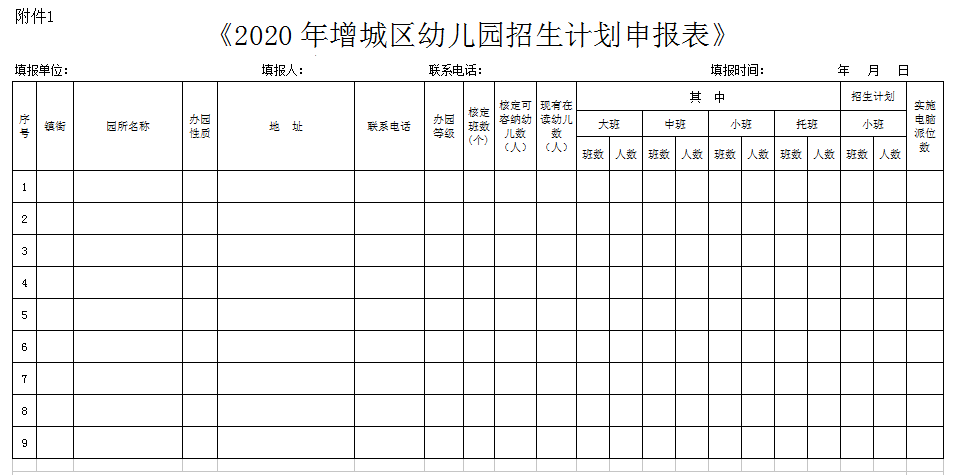 附件1
《2020 年增城区幼儿园招生计划申报表》
填报单位： 填报人： 联系电话： 填报时间： 年 月 日
序号 镇街 园所名称 办园性质 地 址 联系电话 办园等级 核定班数(个) 核定可容纳幼儿数（人） 现有在读幼儿数（人） 其 中 招生计划 实施电脑派位数
大班 中班 小班 托班 小班
班数 人数 班数 人数 班数 人数 班数 人数 班数 人数
1
2
3
4
5
6
7
8
9